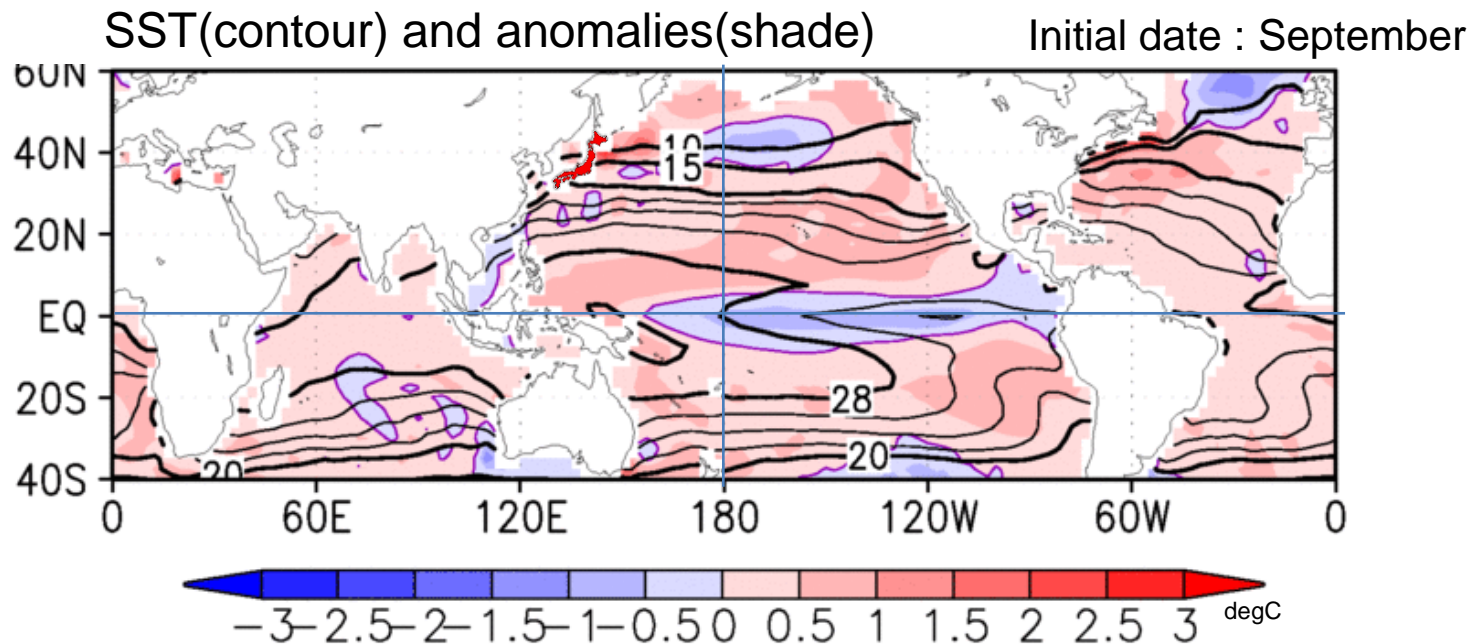 SST(contour) and anomalies(shade)
Initial date : September
60N
40N
20N
EQ
20S
40S
10
15
28
20
20
0 60E 120E 180 120W 60W 0
−3−2.5−2−1.5−1−0.5 0 0.5 1 1.5 2 2.5 3 degC